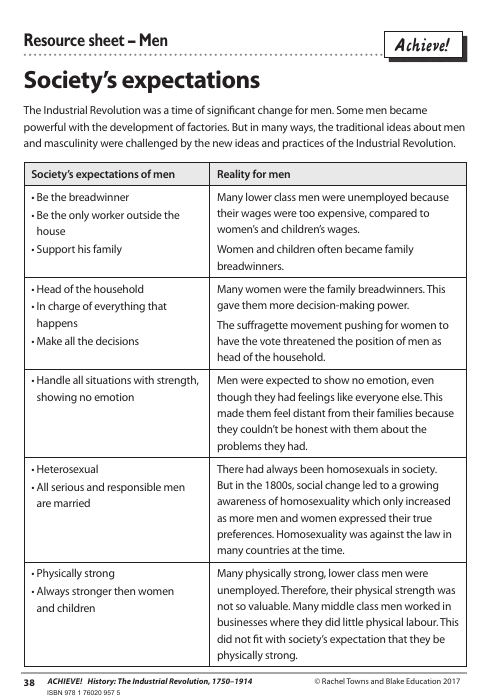 Resource sheet – Men
Achieve!
Society's expectations
The Industrial Revolution was a time of significant change for men. Some men became
powerful with the development of factories. But in many ways, the traditional ideas about men
and masculinity were challenged by the new ideas and practices of the Industrial Revolution.
Society's expectations of men
Reality for men
• Be the breadwinner
• Be the only worker outside the
house
• Support his family
Many lower class men were unemployed because
their wages were too expensive, compared to
women's and children's wages.
Women and children often became family
breadwinners.
• Head of the household
• In charge of everything that
happens
• Make all the decisions
Many women were the family breadwinners. This
gave them more decision-making power.
The suffragette movement pushing for women to
have the vote threatened the position of men as
head of the household.
• Handle all situations with strength,
showing no emotion
Men were expected to show no emotion, even
though they had feelings like everyone else. This
made them feel distant from their families because
they couldn't be honest with them about the
problems they had.
• Heterosexual
• All serious and responsible men
are married
There had always been homosexuals in society.
But in the 1800s, social change led to a growing
awareness of homosexuality which only increased
as more men and women expressed their true
preferences. Homosexuality was against the law in
many countries at the time.
• Physically strong
• Always stronger then women
and children
Many physically strong, lower class men were
unemployed. Therefore, their physical strength was
not so valuable. Many middle class men worked in
businesses where they did little physical labour. This
did not fit with society's expectation that they be
physically strong.
38 ACHIEVE! History: The Industrial Revolution, 1750–1914 © Rachel Towns and Blake Education 2017
ISBN 978 1 76020 957 5